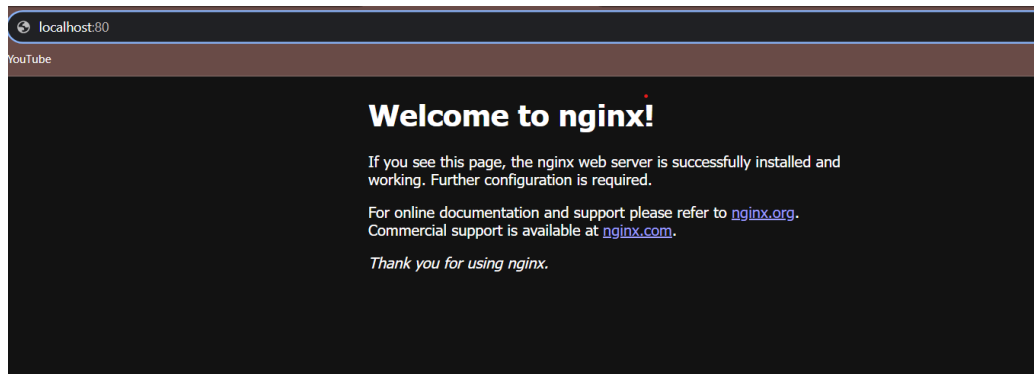 localhost:80
YouTube
Welcome to nginx!
If you see this page, the nginx web server is successfully installed and
working. Further configuration is required.
For online documentation and support please refer to nginx.org.
Commercial support is available at nginx.com.
Thank you for using nginx.